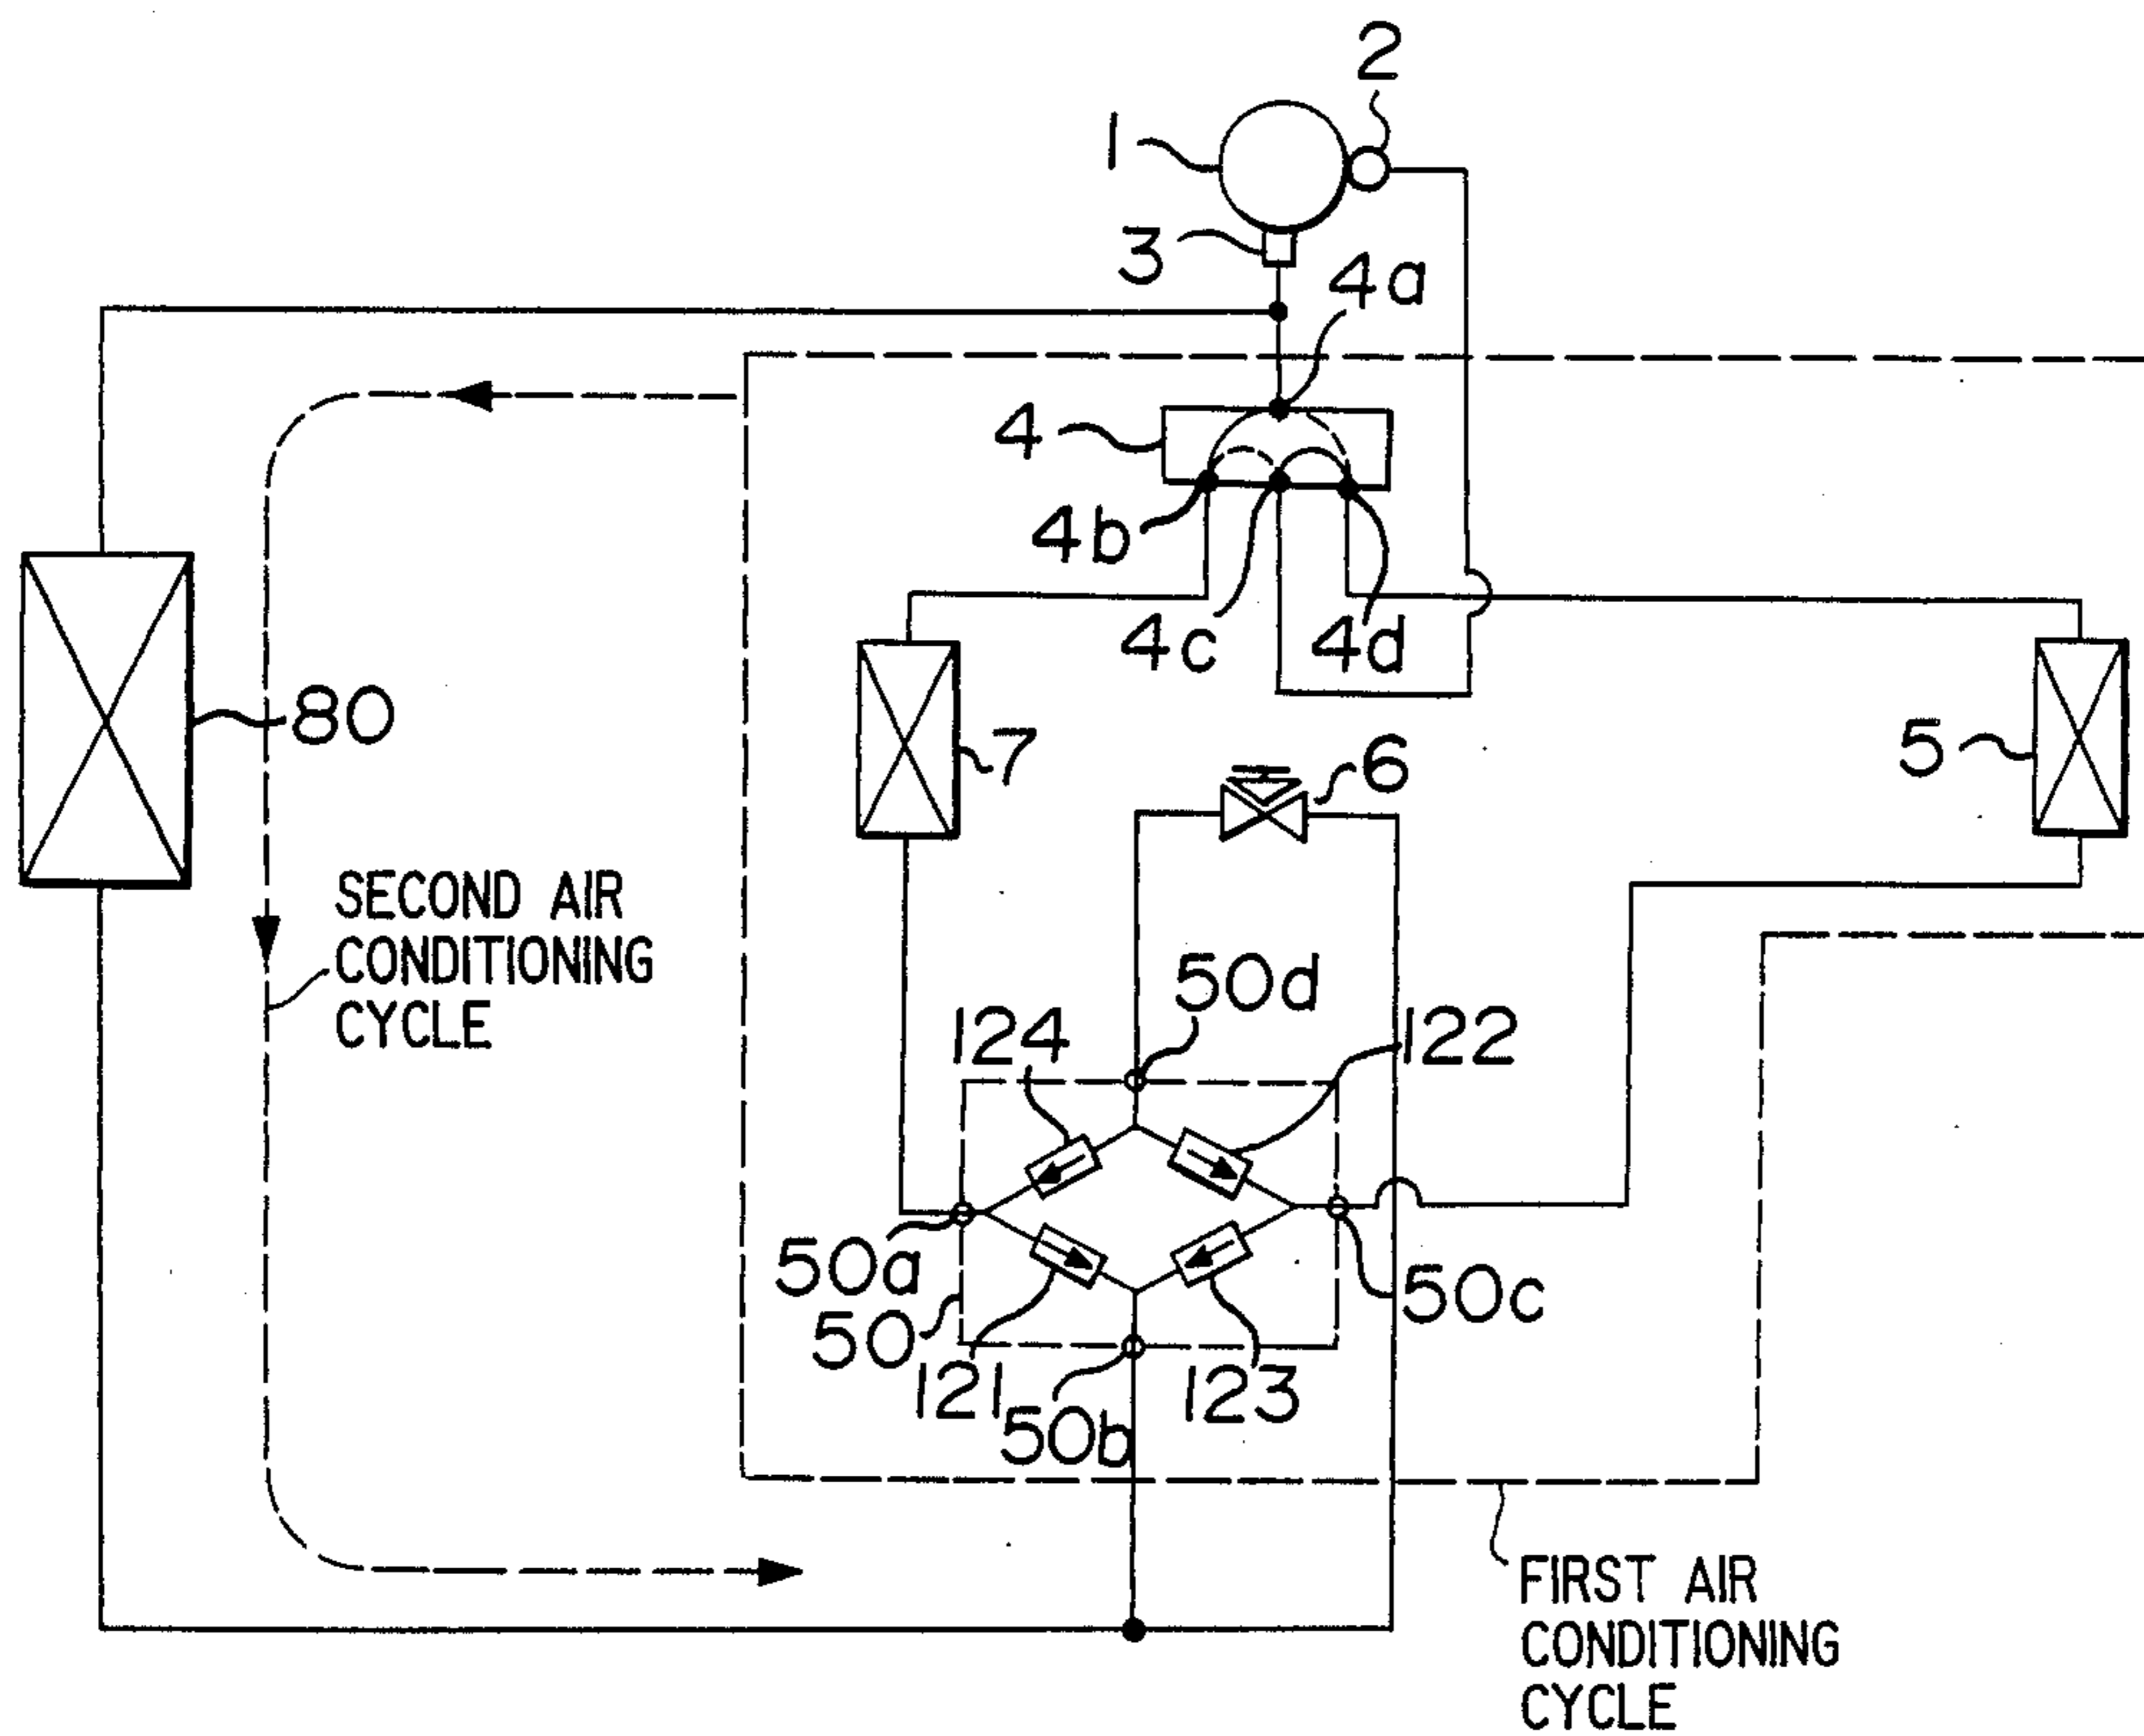 2
1
3
4a
4
4b
4c
4d
80
7
6
5
SECOND AIR
CONDITIONING
CYCLE
50d
124
122
50a
50
50c
121
50b
123
FIRST AIR
CONDITIONING
CYCLE